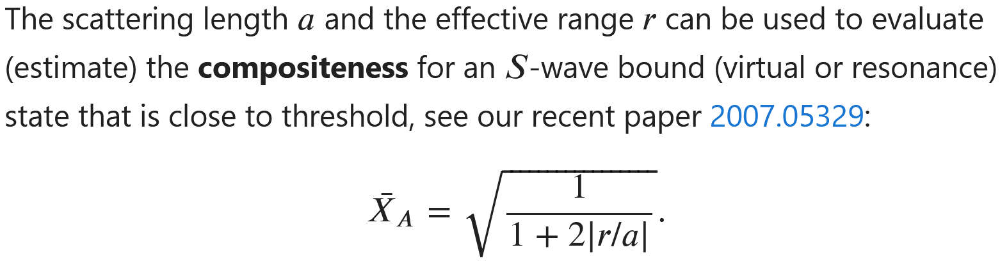 The scattering length a and the effective range r can be used to evaluate
(estimate) the compositeness for an S-wave bound (virtual or resonance)
state that is close to threshold, see our recent paper 2007.05329:
X̄_A = √(1 / (1 + 2|r/a|)).